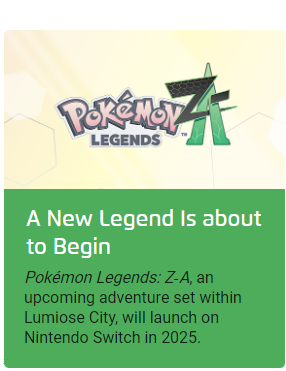 POKéMON
LEGENDS
Z-A
TM
A New Legend Is about
to Begin
Pokémon Legends: Z-A, an
upcoming adventure set within
Lumiose City, will launch on
Nintendo Switch in 2025.